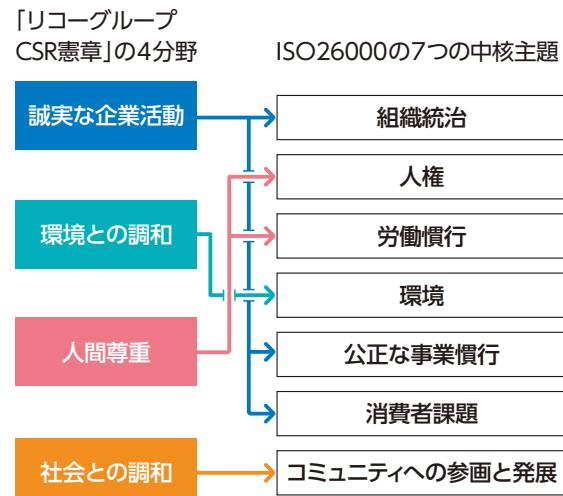 「リコーグループ
CSR憲章」の4分野
ISO26000の7つの中核主題
誠実な企業活動
環境との調和
人間尊重
社会との調和
組織統治
人権
労働慣行
環境
公正な事業慣行
消費者課題
コミュニティへの参画と発展